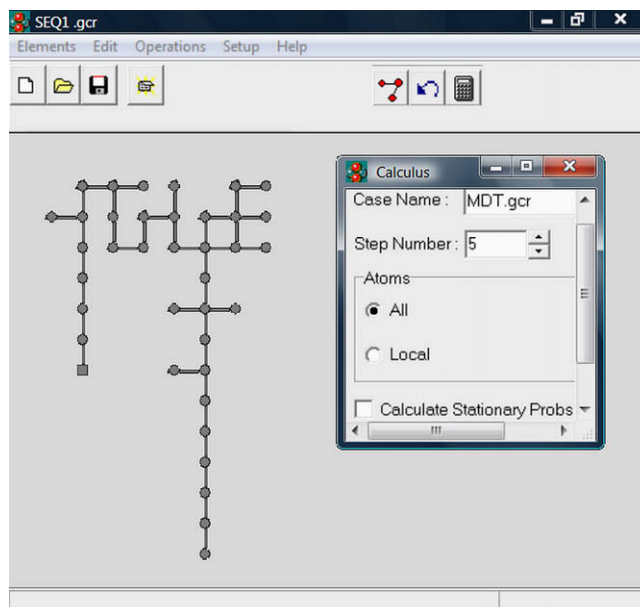 SEQ1 .gcr
Elements Edit Operations Setup Help
Calculus
Case Name : MDT.gcr
Step Number : 5
Atoms
All
Local
Calculate Stationary Probs